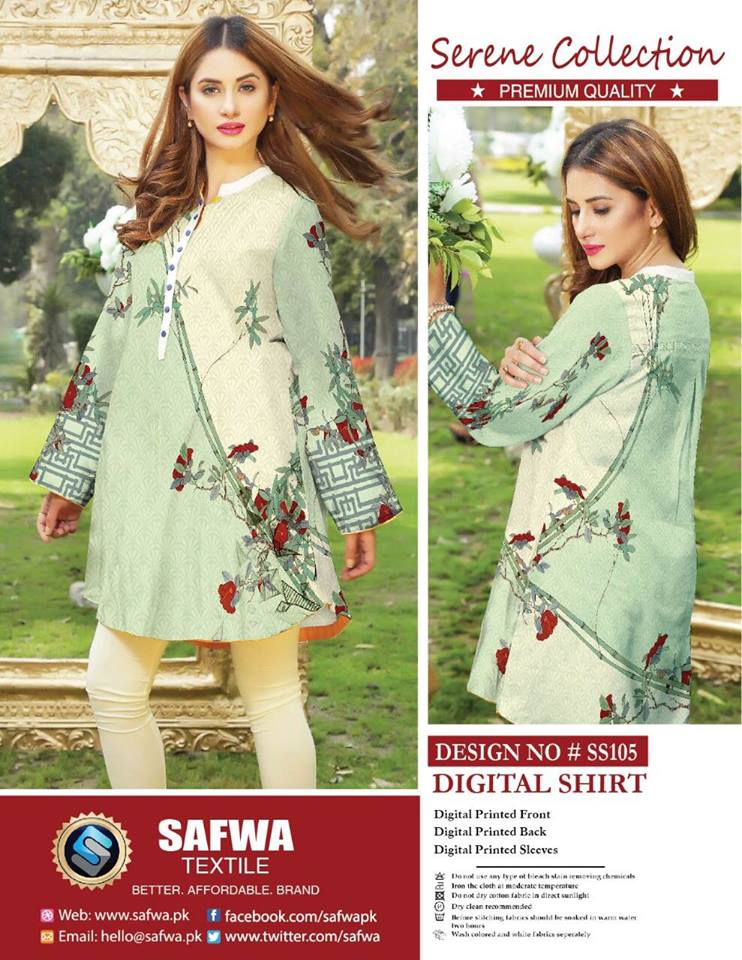 Serene Collection
★ PREMIUM QUALITY ★
DESIGN NO # SS105
DIGITAL SHIRT
Digital Printed Front
Digital Printed Back
Digital Printed Sleeves
Do not use any type of bleach stain removing chemicals
Iron the cloth at moderate temperature
Do not dry cotton fabric in direct sunlight
Dry clean recommended
Before stitching fabrics should be soaked in warm water
two hours
Wash colored and white fabrics seperately
SAFWA
TEXTILE
BETTER. AFFORDABLE. BRAND
Web: www.safwa.pk
facebook.com/safwapk
Email: hello@safwa.pk
www.twitter.com/safwa